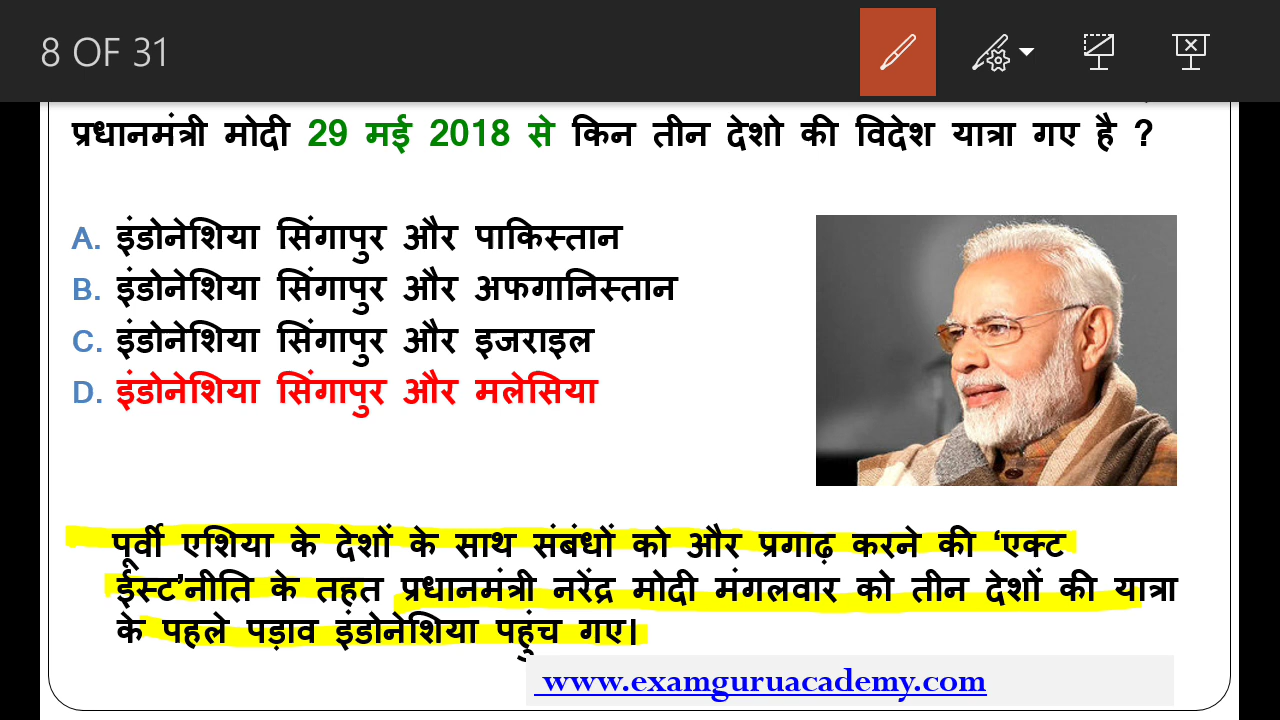 8 OF 31
प्रधानमंत्री मोदी 29 मई 2018 से किन तीन देशो की विदेश यात्रा गए है ?
A. इंडोनेशिया सिंगापुर और पाकिस्तान
B. इंडोनेशिया सिंगापुर और अफगानिस्तान
C. इंडोनेशिया सिंगापुर और इजराइल
D. इंडोनेशिया सिंगापुर और मलेसिया
पूर्वी एशिया के देशों के साथ संबंधों को और प्रगाढ़ करने की ‘एक्ट
ईस्ट’नीति के तहत प्रधानमंत्री नरेंद्र मोदी मंगलवार को तीन देशों की यात्रा
के पहले पड़ाव इंडोनेशिया पहुंच गए।
www.examguruacademy.com